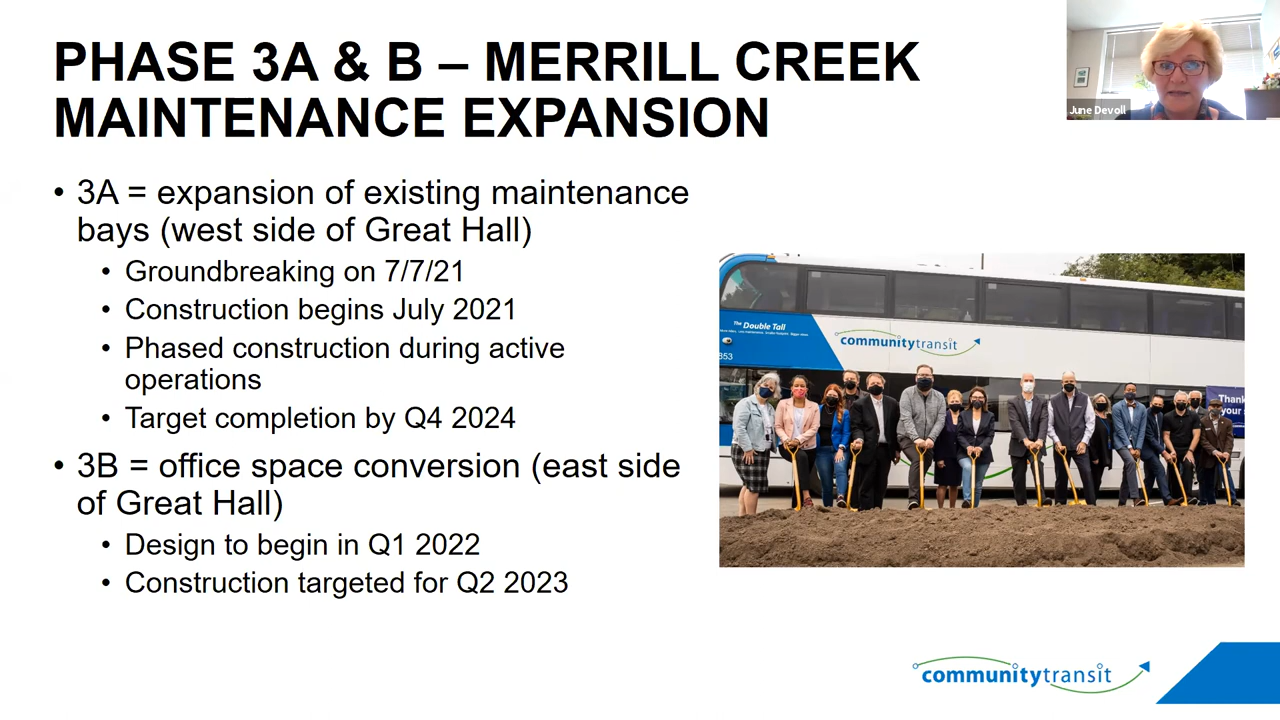 PHASE 3A & B – MERRILL CREEK
MAINTENANCE EXPANSION
June Devoll
• 3A = expansion of existing maintenance
bays (west side of Great Hall)
• Groundbreaking on 7/7/21
• Construction begins July 2021
• Phased construction during active
operations
• Target completion by Q4 2024
• 3B = office space conversion (east side
of Great Hall)
• Design to begin in Q1 2022
• Construction targeted for Q2 2023
The Double Tall
853
communitytransit
Thank
your
communitytransit